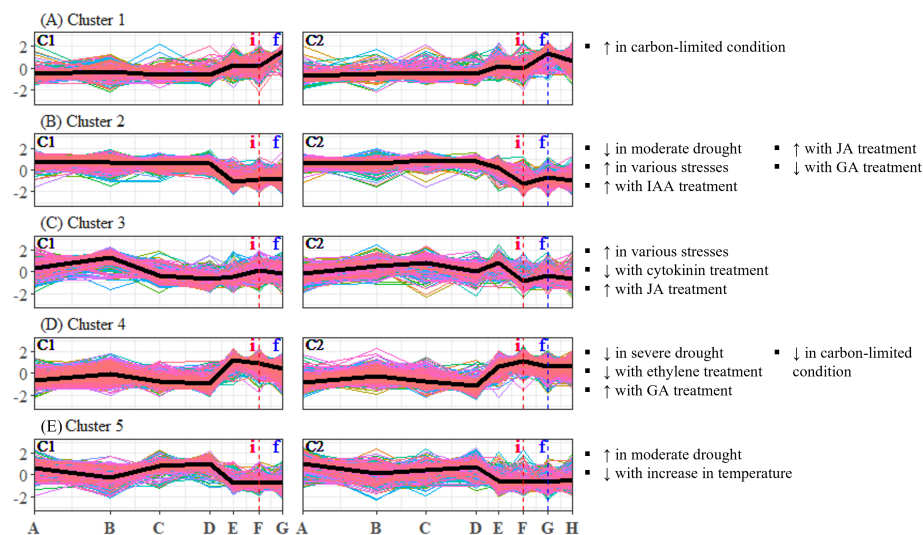 (A) Cluster 1
C1 i f C2 i f
2
0
-2
▪ ↑ in carbon-limited condition
(B) Cluster 2
C1 i f C2 i f
2
0
-2
▪ ↓ in moderate drought
▪ ↑ in various stresses
▪ ↑ with IAA treatment
▪ ↑ with JA treatment
▪ ↓ with GA treatment
(C) Cluster 3
C1 i f C2 i f
2
0
-2
▪ ↑ in various stresses
▪ ↓ with cytokinin treatment
▪ ↑ with JA treatment
(D) Cluster 4
C1 i f C2 i f
2
0
-2
▪ ↓ in severe drought
▪ ↓ with ethylene treatment
▪ ↑ with GA treatment
▪ ↓ in carbon-limited
condition
(E) Cluster 5
C1 i f C2 i f
2
0
-2
▪ ↑ in moderate drought
▪ ↓ with increase in temperature
A B C D E F G A B C D E F G H